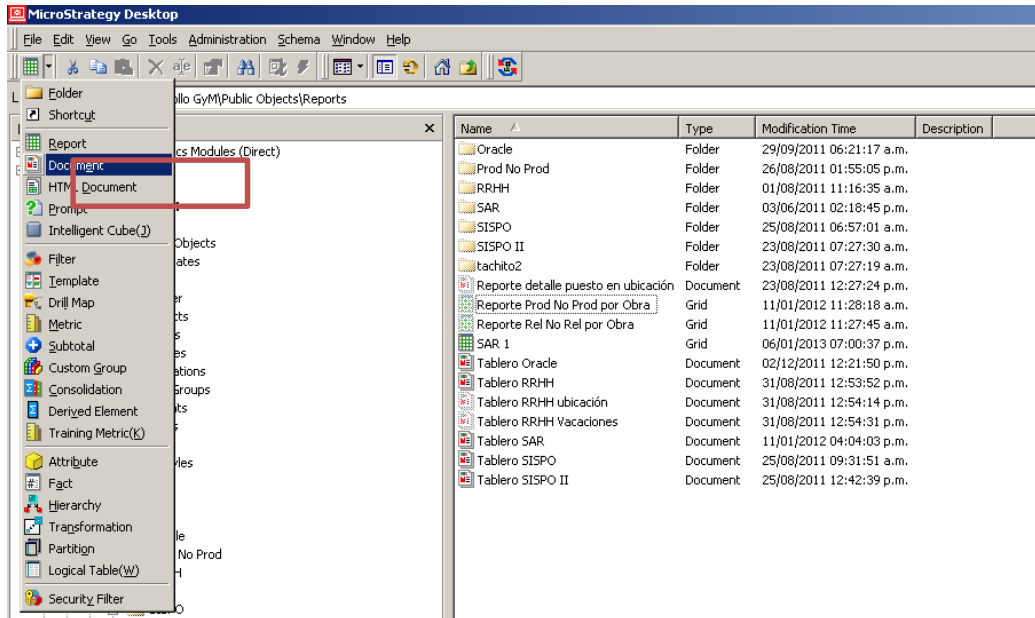 MicroStrategy Desktop
File Edit View Go Tools Administration Schema Window Help
L
ollo GyM\Public Objects\Reports
Folder
Shortcut
Report
Document
HTML Document
Prompt
Intelligent Cube(J)
Filter
Template
Drill Map
Metric
Subtotal
Custom Group
Consolidation
Derived Element
Training Metric(K)
Attribute
Fact
Hierarchy
Transformation
Partition
Logical Table(W)
Security Filter
cs Modules (Direct)
Objects
ates
er
cts
s
es
ations
Groups
ts
s
yles
le
No Prod
H
Name Type Modification Time Description
Oracle Folder 29/09/2011 06:21:17 a.m.
Prod No Prod Folder 26/08/2011 01:55:05 p.m.
RRHH Folder 01/08/2011 11:16:35 a.m.
SAR Folder 03/06/2011 02:18:45 p.m.
SISPO Folder 25/08/2011 06:57:01 a.m.
SISPO II Folder 23/08/2011 07:27:30 a.m.
tachito2 Folder 23/08/2011 07:27:19 a.m.
Reporte detalle puesto en ubicación Document 23/08/2011 12:27:24 p.m.
Reporte Prod No Prod por Obra Grid 11/01/2012 11:28:18 a.m.
Reporte Rel No Rel por Obra Grid 11/01/2012 11:27:45 a.m.
SAR 1 Grid 06/01/2013 07:00:37 p.m.
Tablero Oracle Document 02/12/2011 12:21:50 p.m.
Tablero RRHH Document 31/08/2011 12:53:52 p.m.
Tablero RRHH ubicación Document 31/08/2011 12:54:14 p.m.
Tablero RRHH Vacaciones Document 31/08/2011 12:54:31 p.m.
Tablero SAR Document 11/01/2012 04:04:03 p.m.
Tablero SISPO Document 25/08/2011 09:31:51 a.m.
Tablero SISPO II Document 25/08/2011 12:42:39 p.m.